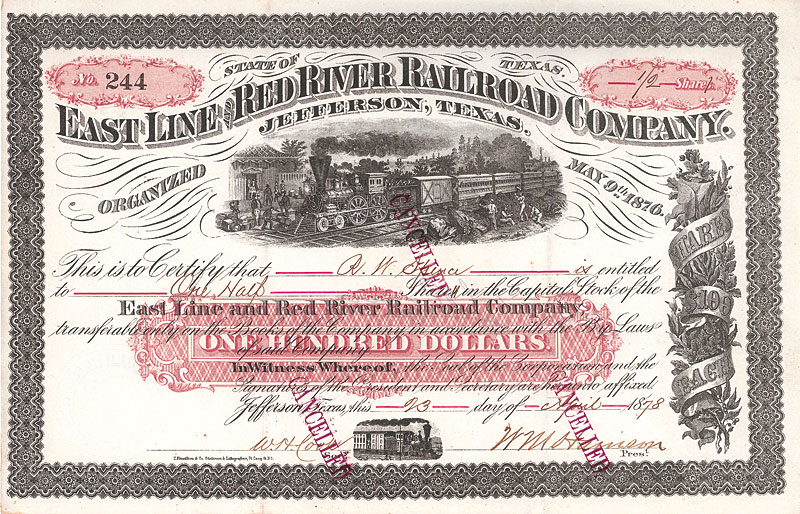 No. 244
STATE OF TEXAS.
1/2 Shares
EAST LINE AND RED RIVER RAILROAD COMPANY.
JEFFERSON, TEXAS.
ORGANIZED MAY 9th 1876.
This is to Certify that R. W. is entitled
to One Half Share in the Capital Stock of the
East Line and Red River Railroad Company
transferable only on the Books of the Company in accordance with the By-Laws
of said Company
ONE HUNDRED DOLLARS.
In Witness Whereof, the Seal of the Corporation and the
Signatures of the President and Secretary are hereunto affixed
Jefferson Texas, this 23 day of April 1878
W. H.
W M Harrison
Sec
Pres.t
SHARES $100 EACH
CANCELLED
CANCELLED
CANCELLED